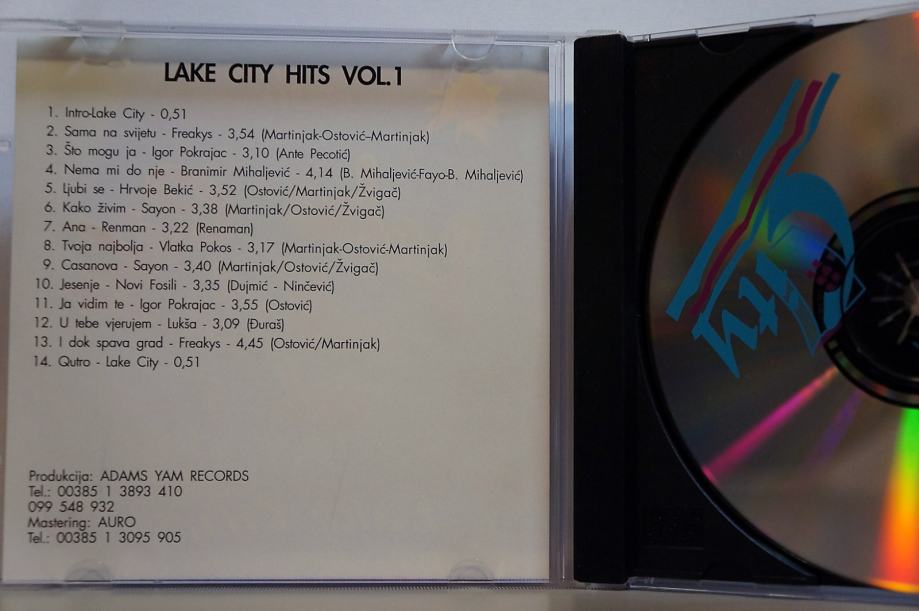 LAKE CITY HITS VOL.1
1. Intro-Lake City - 0,51
2. Sama na svijetu - Freakys - 3,54 (Martinjak-Ostović–Martinjak)
3. Što mogu ja - Igor Pokrajac - 3,10 (Ante Pecotić)
4. Nema mi do nje - Branimir Mihaljević - 4,14 (B. Mihaljević-Fayo-B. Mihaljević)
5. Ljubi se - Hrvoje Bekić - 3,52 (Ostović/Martinjak/Žvigač)
6. Kako živim - Sayon - 3,38 (Martinjak/Ostović/Žvigač)
7. Ana - Renman - 3,22 (Renaman)
8. Tvoja najbolja - Vlatka Pokos - 3,17 (Martinjak-Ostović-Martinjak)
9. Casanova - Sayon - 3,40 (Martinjak/Ostović/Žvigač)
10. Jesenje - Novi Fosili - 3,35 (Dujmić - Ninčević)
11. Ja vidim te - Igor Pokrajac - 3,55 (Ostović)
12. U tebe vjerujem - Lukša - 3,09 (Đuraš)
13. I dok spava grad - Freakys - 4,45 (Ostović/Martinjak)
14. Qutro - Lake City - 0,51
Produkcija: ADAMS YAM RECORDS
Tel.: 00385 1 3893 410
099 548 932
Mastering: AURO
Tel.: 00385 1 3095 905